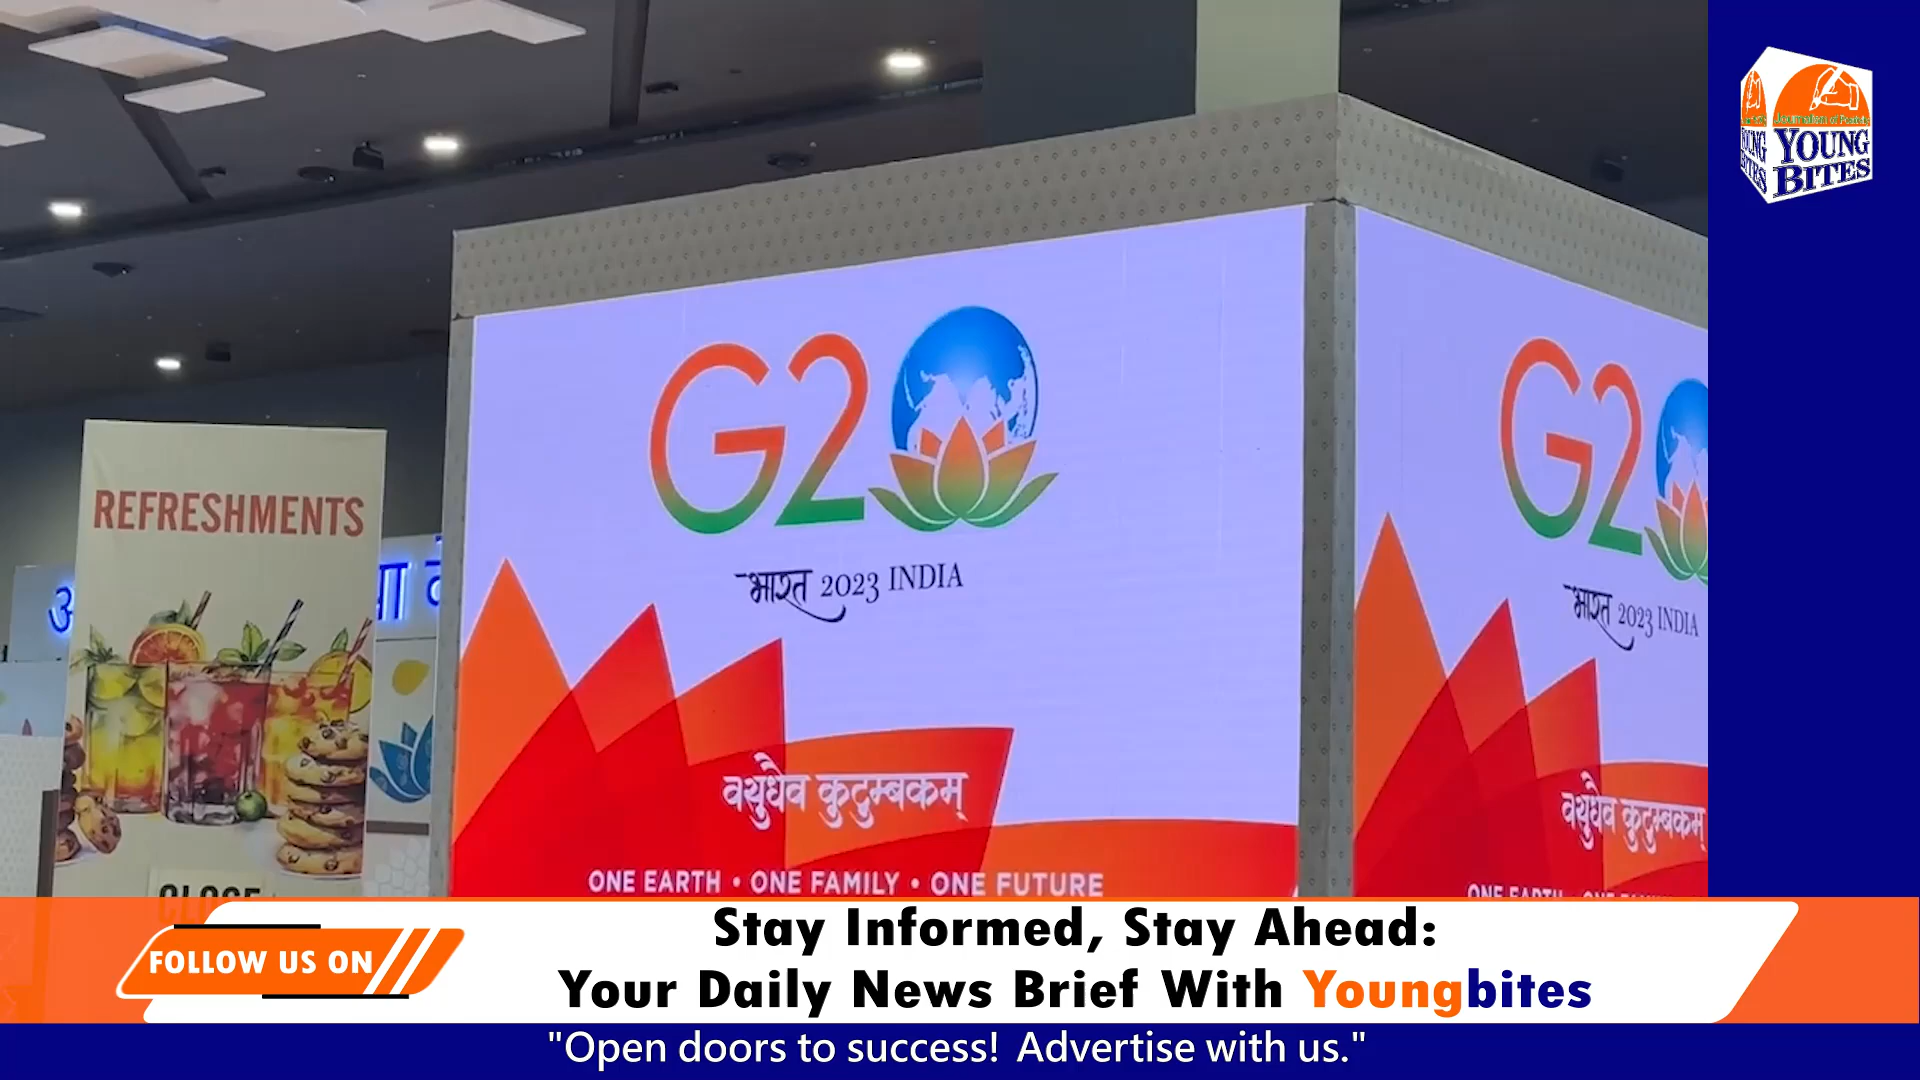 YOUNG
BITES
REFRESHMENTS
G20
भारत 2023 INDIA
वसुधैव कुटुम्बकम्
ONE EARTH • ONE FAMILY • ONE FUTURE
G20
भारत 2023 INDIA
वसुधैव कुटुम्बकम्
FOLLOW US ON
Stay Informed, Stay Ahead:
Your Daily News Brief With Youngbites
"Open doors to success! Advertise with us."